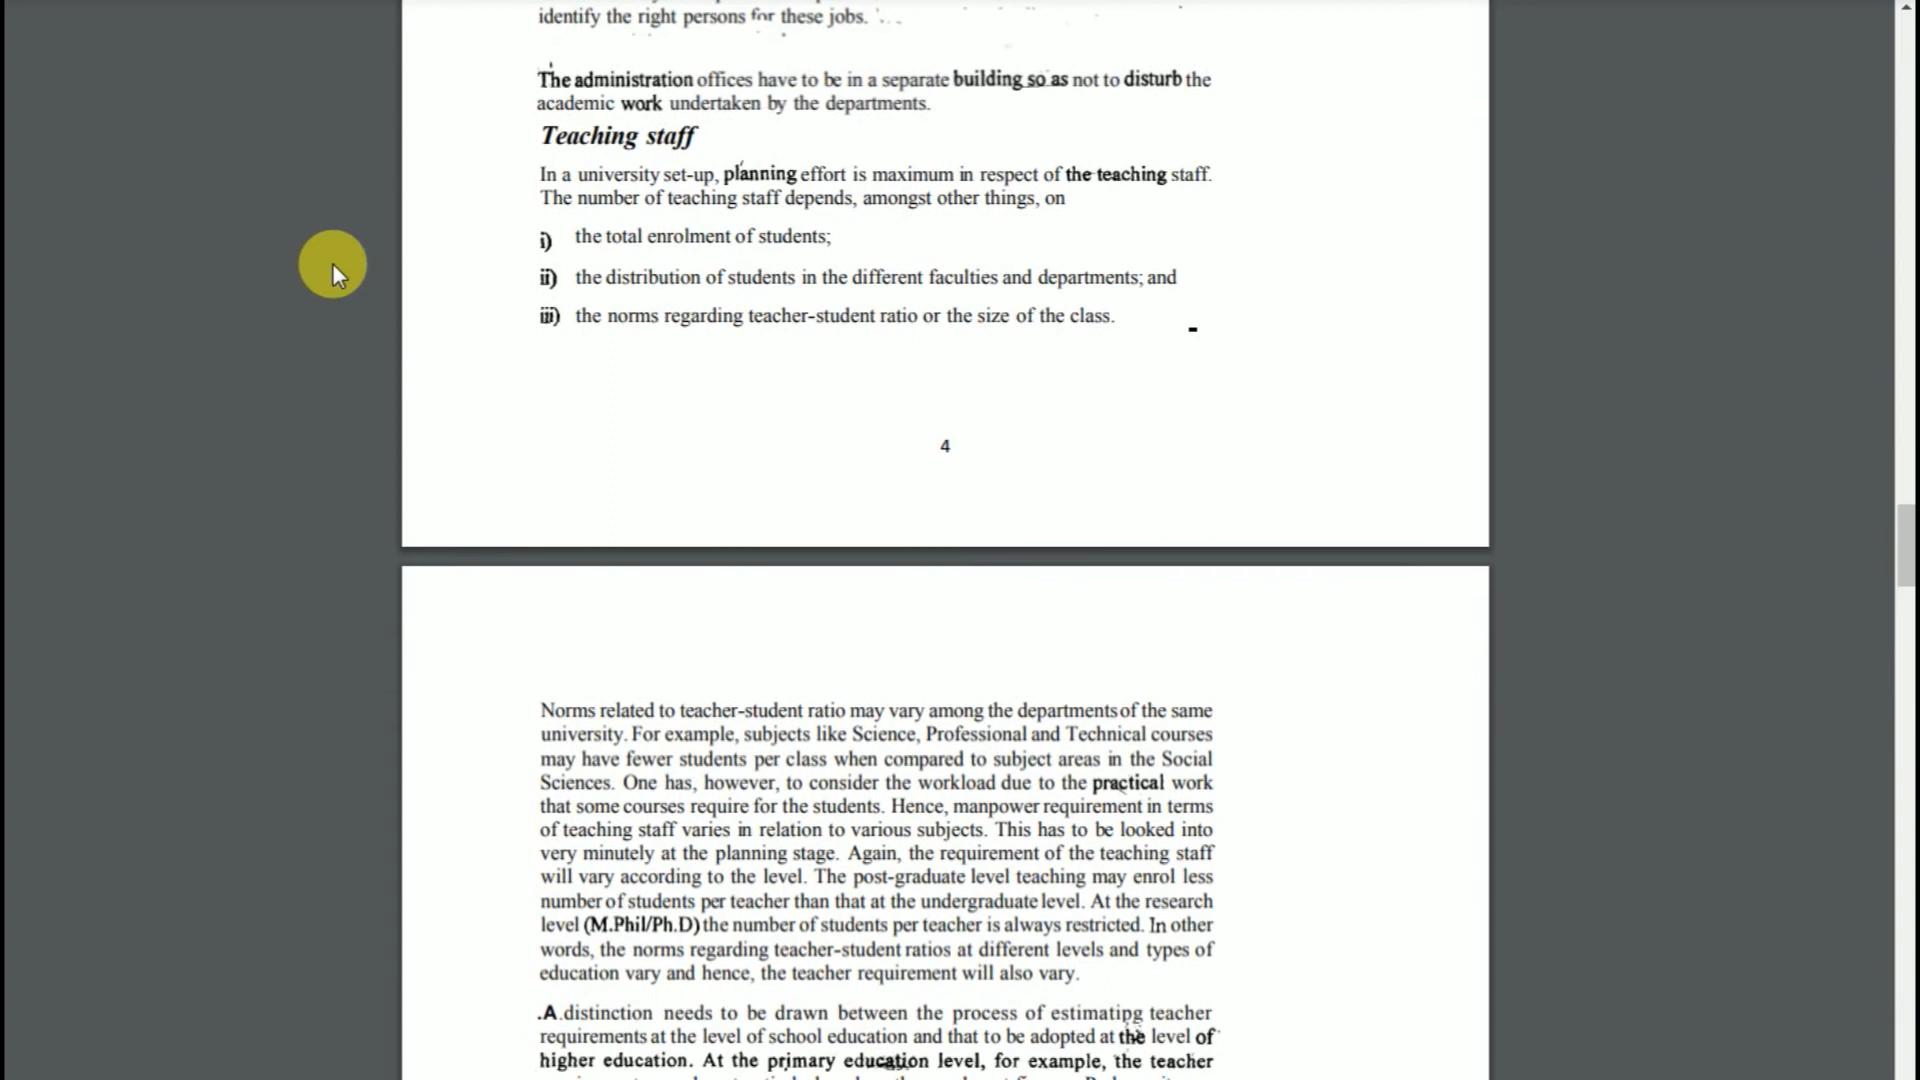 identify the right persons for these jobs.
The administration offices have to be in a separate building so as not to disturb the
academic work undertaken by the departments.
Teaching staff
In a university set-up, planning effort is maximum in respect of the teaching staff.
The number of teaching staff depends, amongst other things, on
i) the total enrolment of students;
ii) the distribution of students in the different faculties and departments; and
iii) the norms regarding teacher-student ratio or the size of the class.
4
Norms related to teacher-student ratio may vary among the departments of the same
university. For example, subjects like Science, Professional and Technical courses
may have fewer students per class when compared to subject areas in the Social
Sciences. One has, however, to consider the workload due to the practical work
that some courses require for the students. Hence, manpower requirement in terms
of teaching staff varies in relation to various subjects. This has to be looked into
very minutely at the planning stage. Again, the requirement of the teaching staff
will vary according to the level. The post-graduate level teaching may enrol less
number of students per teacher than that at the undergraduate level. At the research
level (M.Phil/Ph.D) the number of students per teacher is always restricted. In other
words, the norms regarding teacher-student ratios at different levels and types of
education vary and hence, the teacher requirement will also vary.
.A distinction needs to be drawn between the process of estimating teacher
requirements at the level of school education and that to be adopted at the level of
higher education. At the primary education level, for example, the teacher